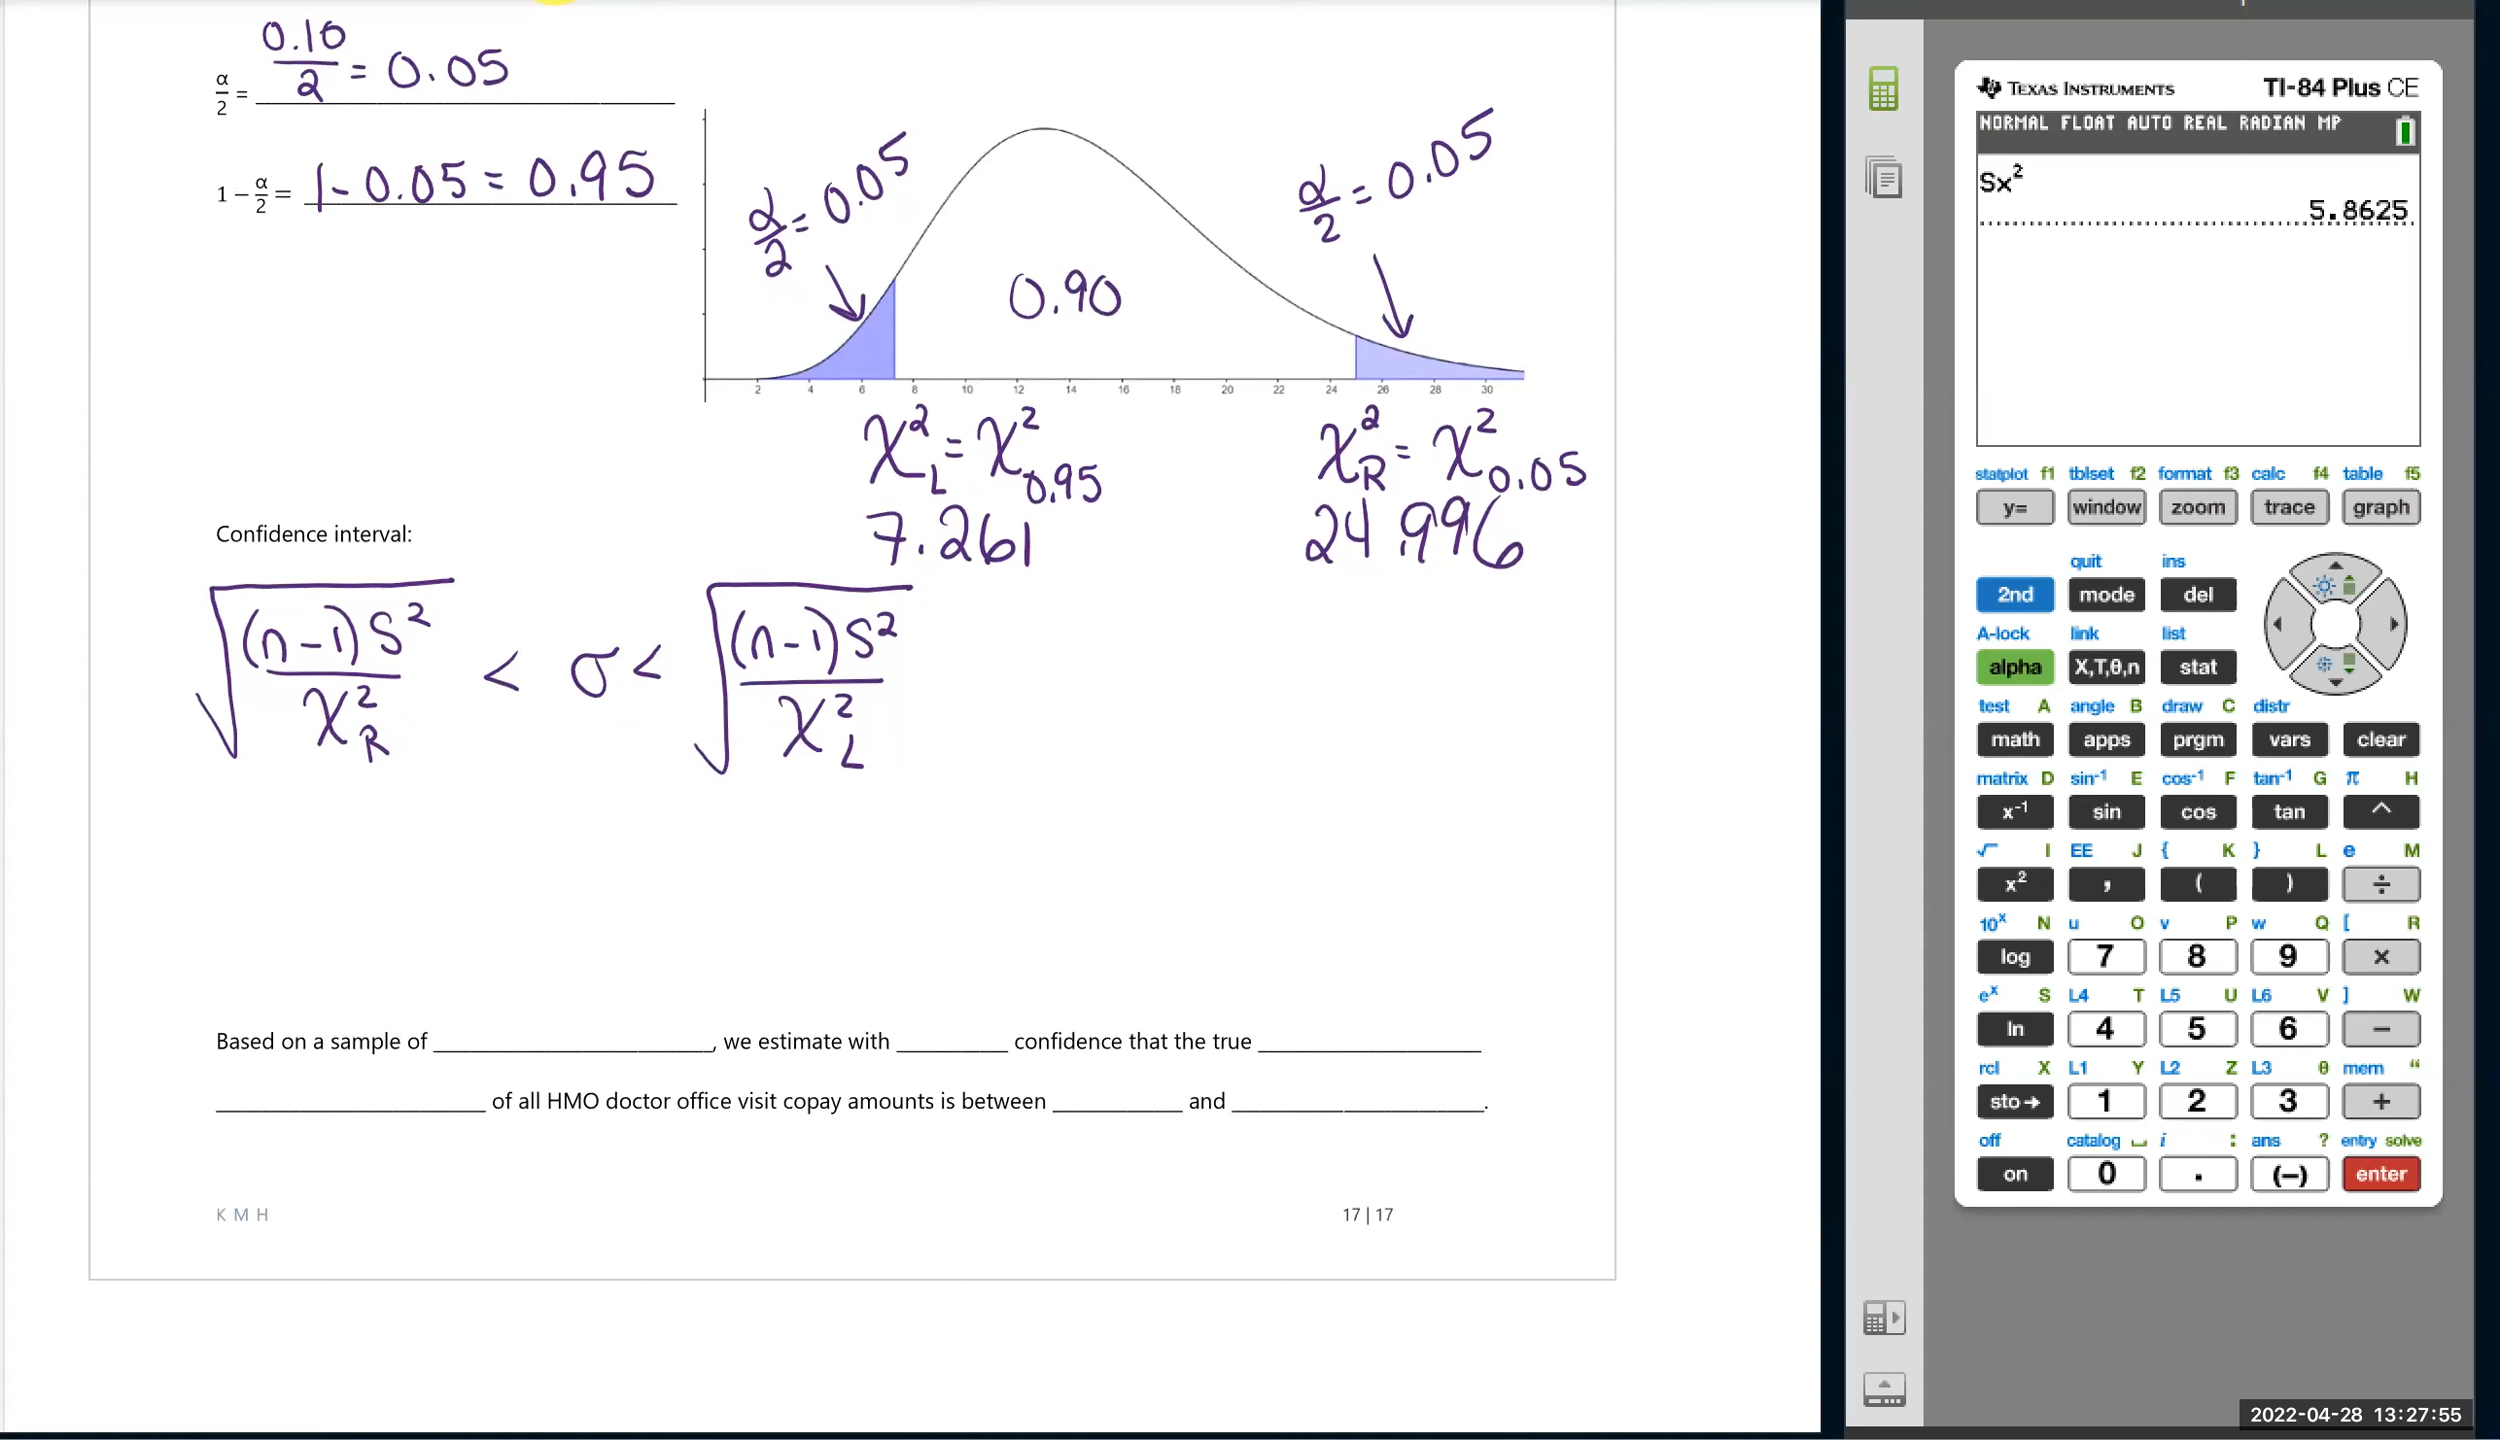 α/2 = 0.10/2 = 0.05
1 − α/2 = 1 - 0.05 = 0.95
α/2 = 0.05
α/2 = 0.05
0.90
2 4 6 8 10 12 14 16 18 20 22 24 26 28 30
χ²L = χ²0.95
χ²R = χ²0.05
7.261
24.996
Confidence interval:
√((n-1)S²/χ²R) < σ < √((n-1)S²/χ²L)
Based on a sample of ____, we estimate with ____ confidence that the true ____
____ of all HMO doctor office visit copay amounts is between ____ and ____.
K M H
17 | 17
TEXAS INSTRUMENTS TI-84 Plus CE
NORMAL FLOAT AUTO REAL RADIAN MP
Sx²
5.8625
statplot f1 tblset f2 format f3 calc f4 table f5
y= window zoom trace graph
quit ins
2nd mode del
A-lock link list
alpha X,T,θ,n stat
test A angle B draw C distr
math apps prgm vars clear
matrix D sin⁻¹ E cos⁻¹ F tan⁻¹ G π H
x⁻¹ sin cos tan ^
√ I EE J { K } L e M
x² , ( ) ÷
10ˣ N u O v P w Q [ R
log 7 8 9 ×
eˣ S L4 T L5 U L6 V ] W
ln 4 5 6 −
rcl X L1 Y L2 Z L3 θ mem "
sto→ 1 2 3 +
off catalog ⎵ i : ans ? entry solve
on 0 . (−) enter
2022-04-28 13:27:55